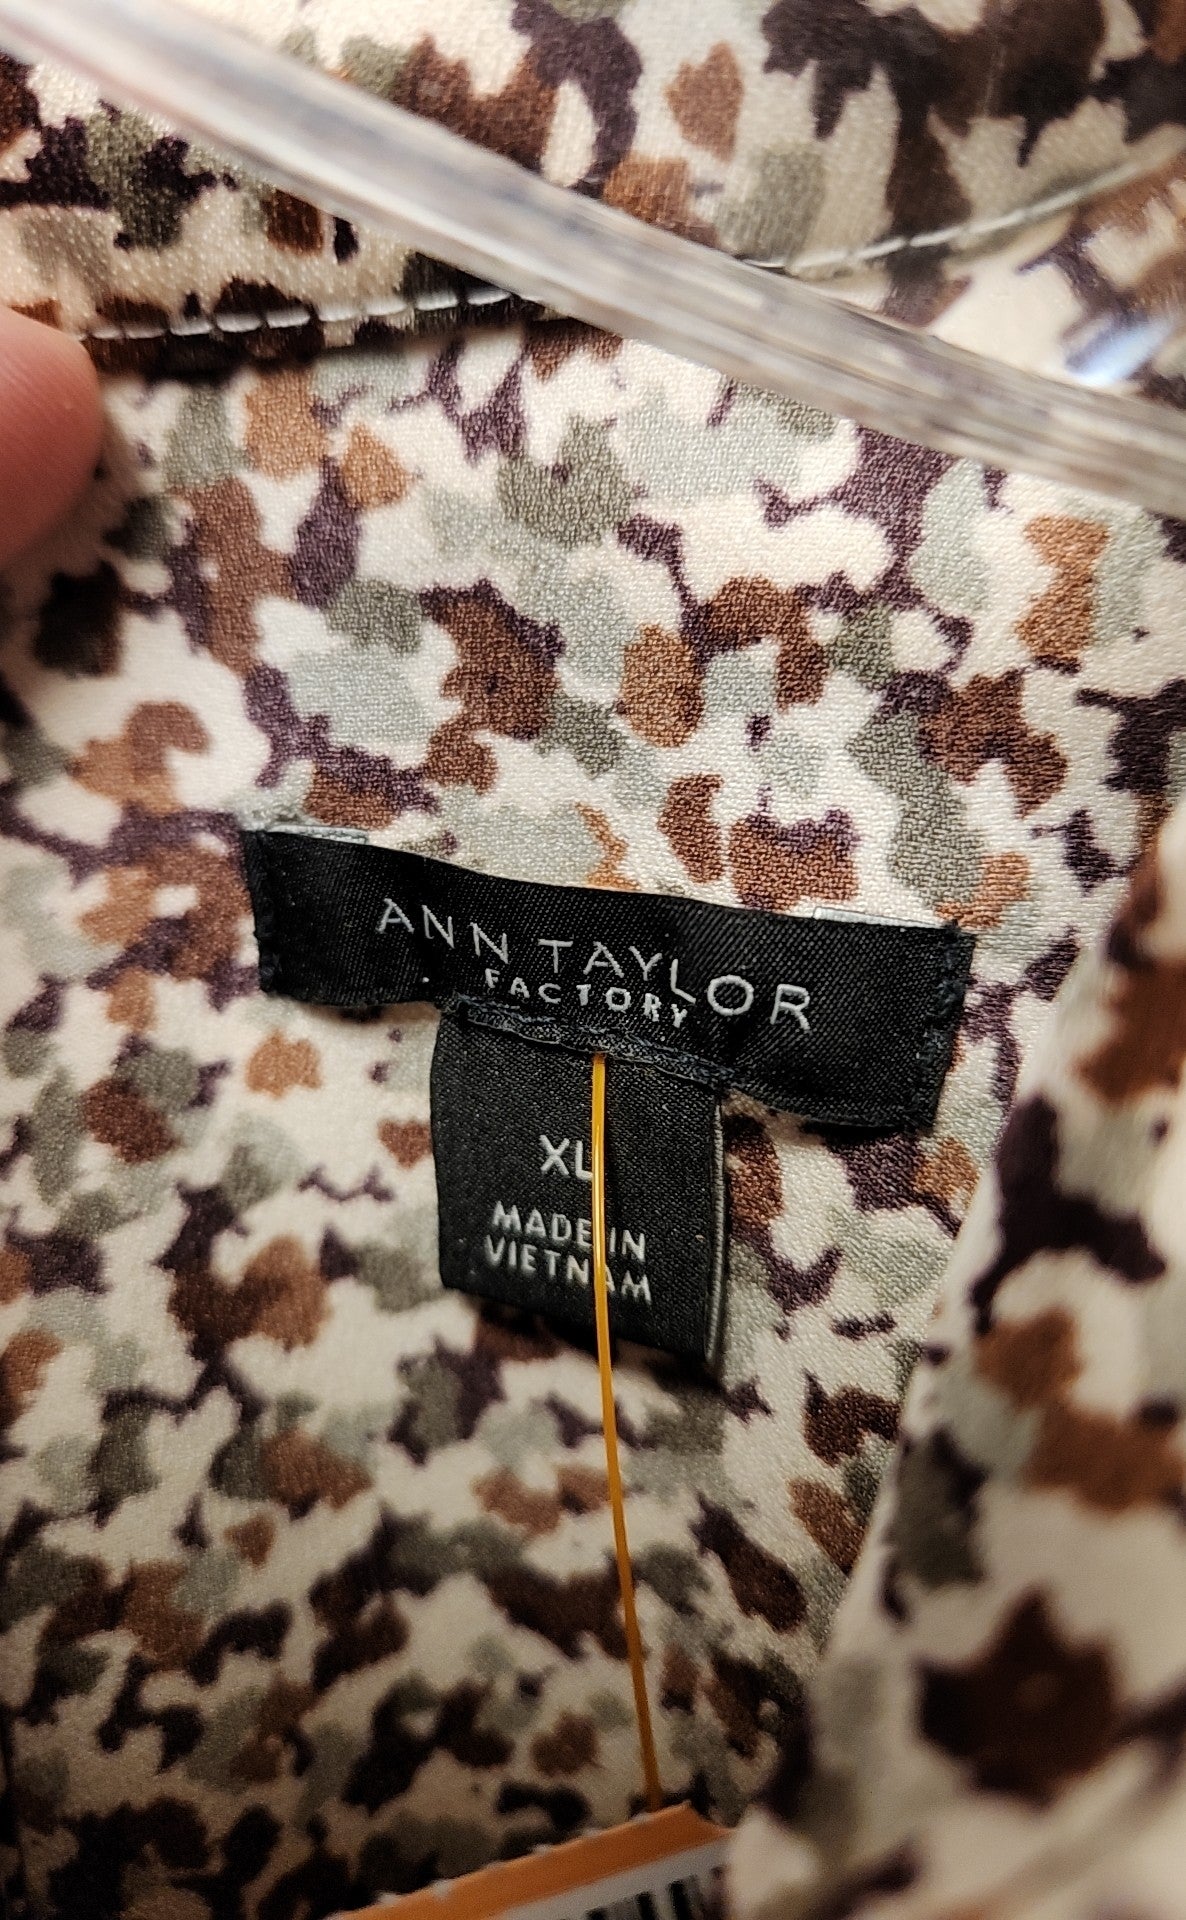 ANN TAYLOR
FACTORY
XL
MADE IN
VIETNAM